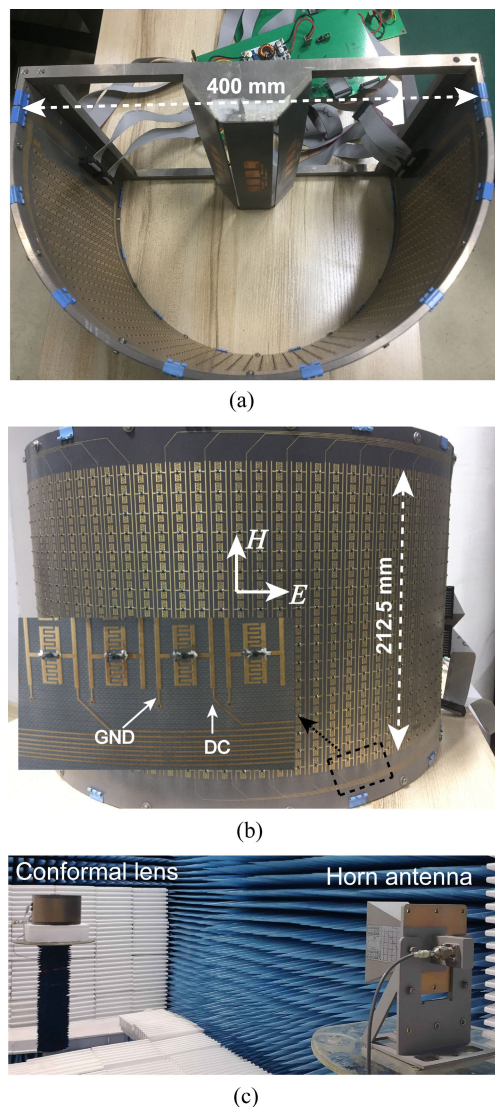 400 mm
(a)
H
E
212.5 mm
GND
DC
(b)
Conformal lens
Horn antenna
(c)